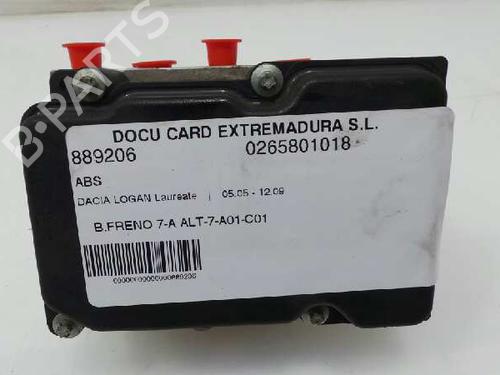 B-PARTS
DOCU CARD EXTREMADURA S.L.
889206 0265801018
ABS
DACIA LOGAN Laureate | 05.05 - 12.09
B.FRENO 7-A ALT-7-A01-C01